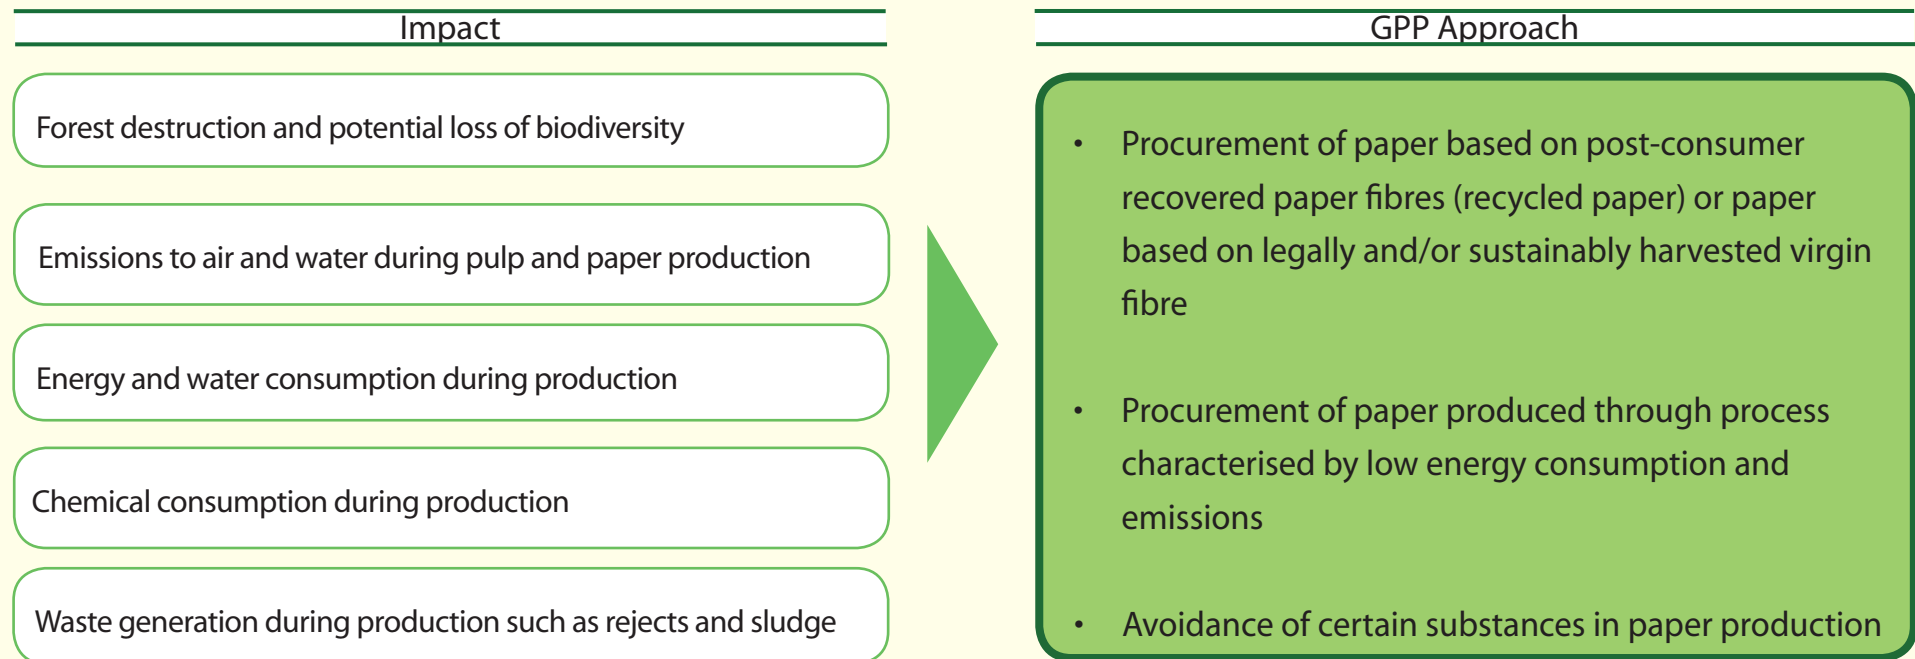 Impact
Forest destruction and potential loss of biodiversity
Emissions to air and water during pulp and paper production
Energy and water consumption during production
Chemical consumption during production
Waste generation during production such as rejects and sludge
GPP Approach
• Procurement of paper based on post-consumer
recovered paper fibres (recycled paper) or paper
based on legally and/or sustainably harvested virgin
fibre
• Procurement of paper produced through process
characterised by low energy consumption and
emissions
• Avoidance of certain substances in paper production